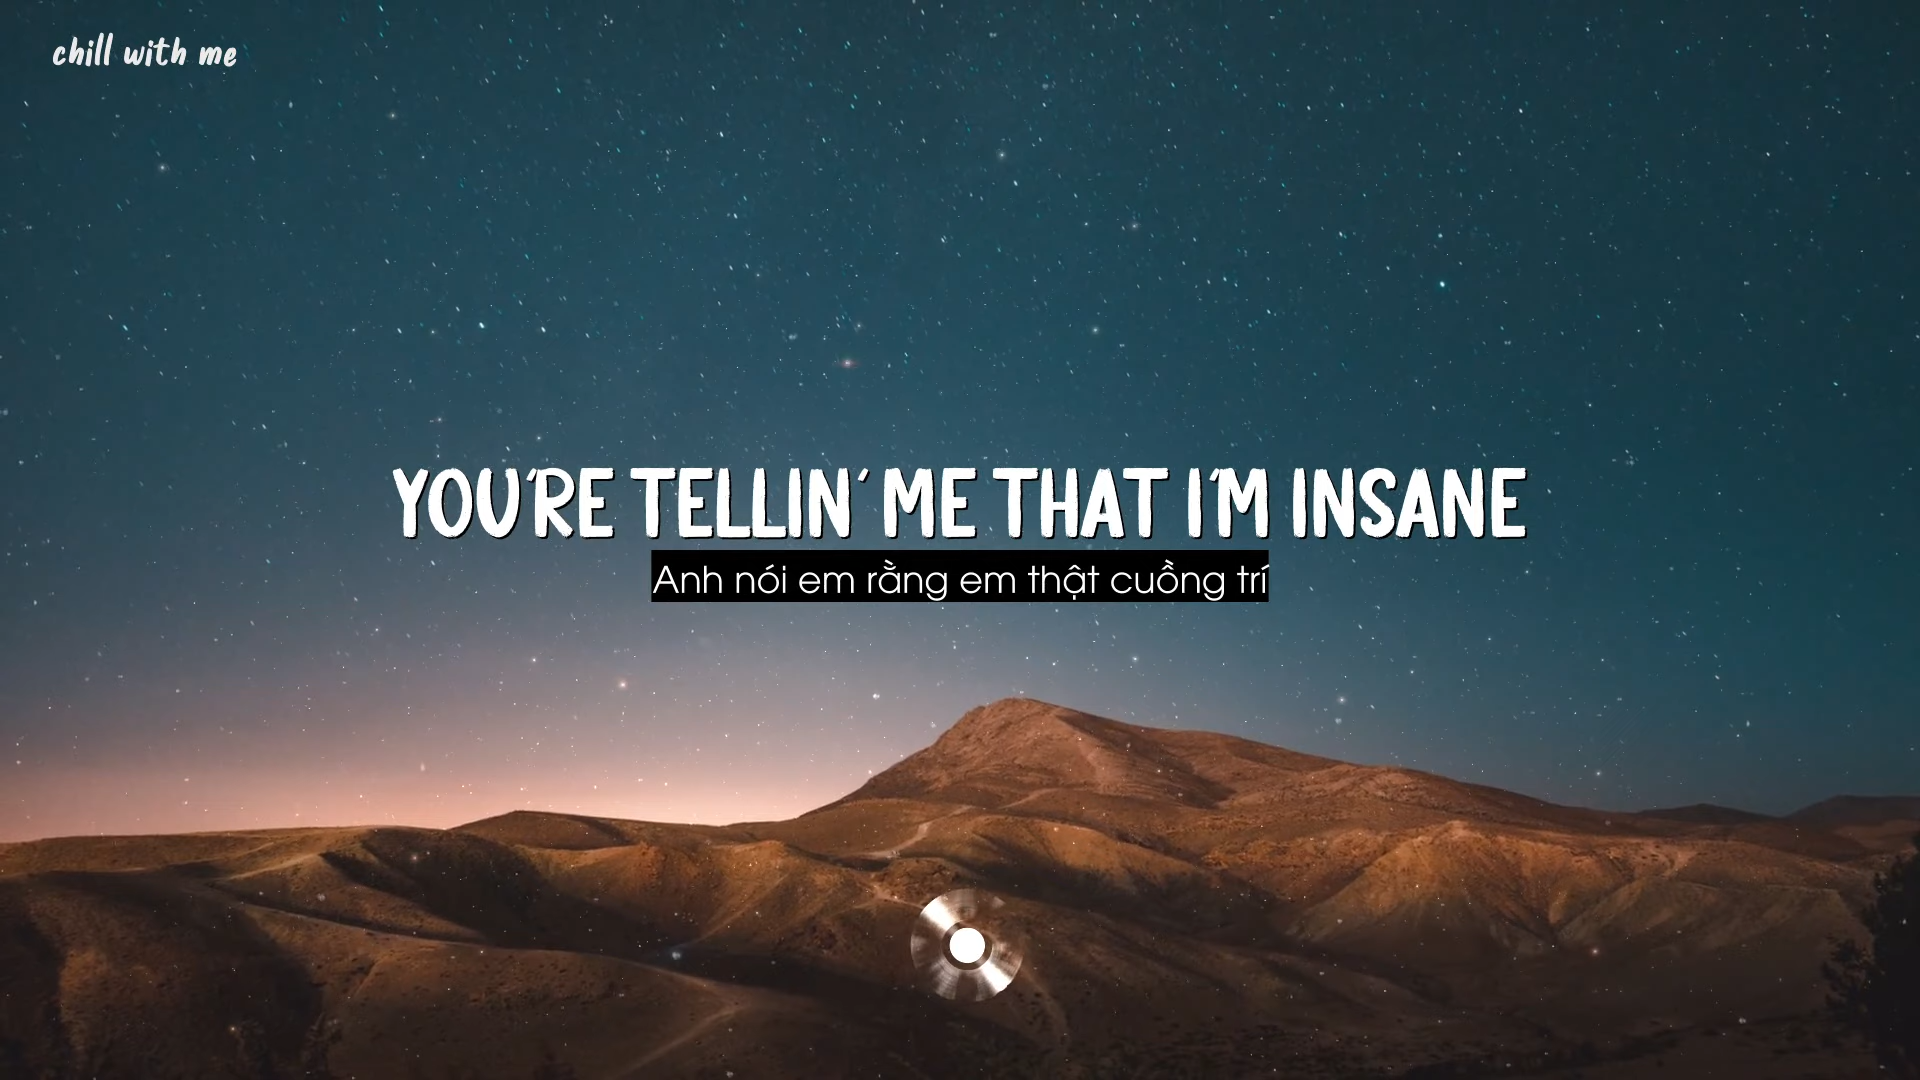 chill with me
YOU'RE TELLIN' ME THAT I'M INSANE
Anh nói em rằng em thật cuồng trí